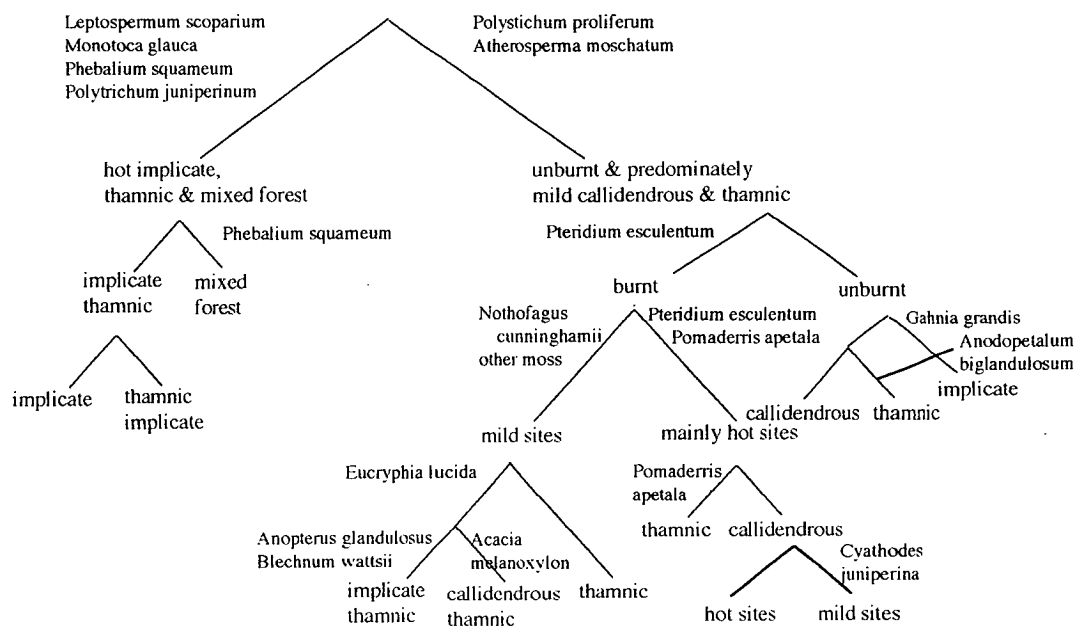 Leptospermum scoparium
Monotoca glauca
Phebalium squameum
Polytrichum juniperinum
Polystichum proliferum
Atherosperma moschatum
hot implicate,
thamnic & mixed forest
unburnt & predominately
mild callidendrous & thamnic
Phebalium squameum
Pteridium esculentum
implicate
thamnic
mixed
forest
burnt
unburnt
Nothofagus
cunninghamii
other moss
Pteridium esculentum
Pomaderris apetala
Gahnia grandis
Anodopetalum
biglandulosum
implicate
implicate
thamnic
implicate
callidendrous
thamnic
mild sites
mainly hot sites
Eucryphia lucida
Pomaderris
apetala
thamnic
callidendrous
Anopterus glandulosus
Blechnum wattsii
Acacia
melanoxylon
Cyathodes
juniperina
implicate
thamnic
callidendrous
thamnic
thamnic
hot sites
mild sites